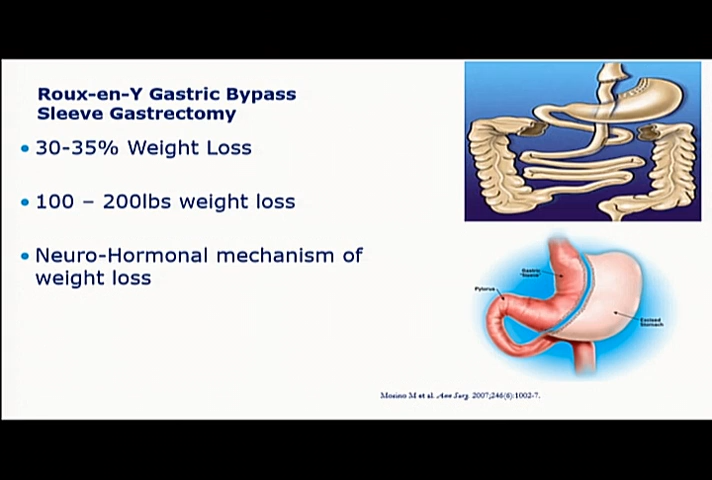 Roux-en-Y Gastric Bypass
Sleeve Gastrectomy
• 30-35% Weight Loss
• 100 – 200lbs weight loss
• Neuro-Hormonal mechanism of
weight loss
Gastric
"Sleeve"
Pylorus
Excised
Stomach
Mosino M et al. Ann Surg. 2007;246(6):1002-7.